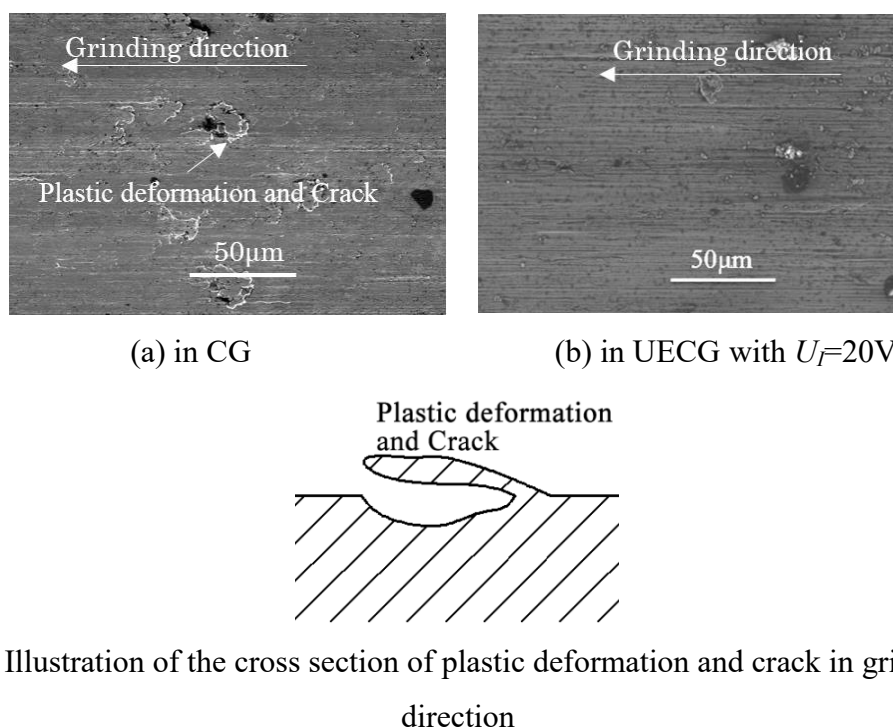 Grinding direction
Grinding direction
Plastic deformation and Crack
50μm
50μm
(a) in CG
(b) in UECG with U_I=20V
Plastic deformation
and Crack
Illustration of the cross section of plastic deformation and crack in gri
direction